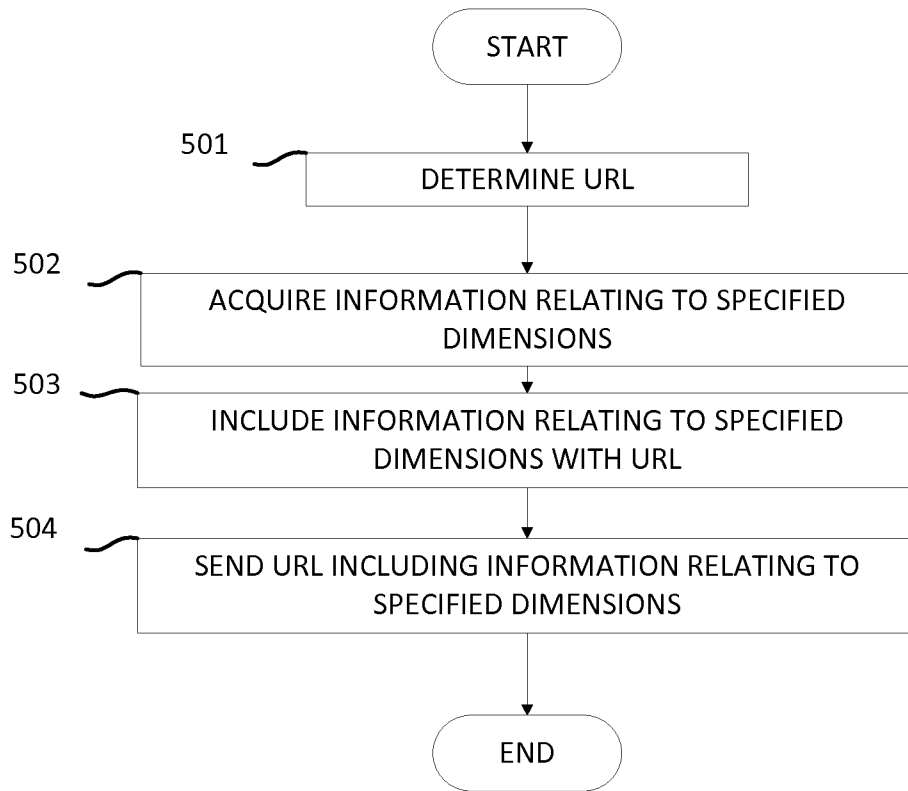 START
501
DETERMINE URL
502
ACQUIRE INFORMATION RELATING TO SPECIFIED
DIMENSIONS
503
INCLUDE INFORMATION RELATING TO SPECIFIED
DIMENSIONS WITH URL
504
SEND URL INCLUDING INFORMATION RELATING TO
SPECIFIED DIMENSIONS
END